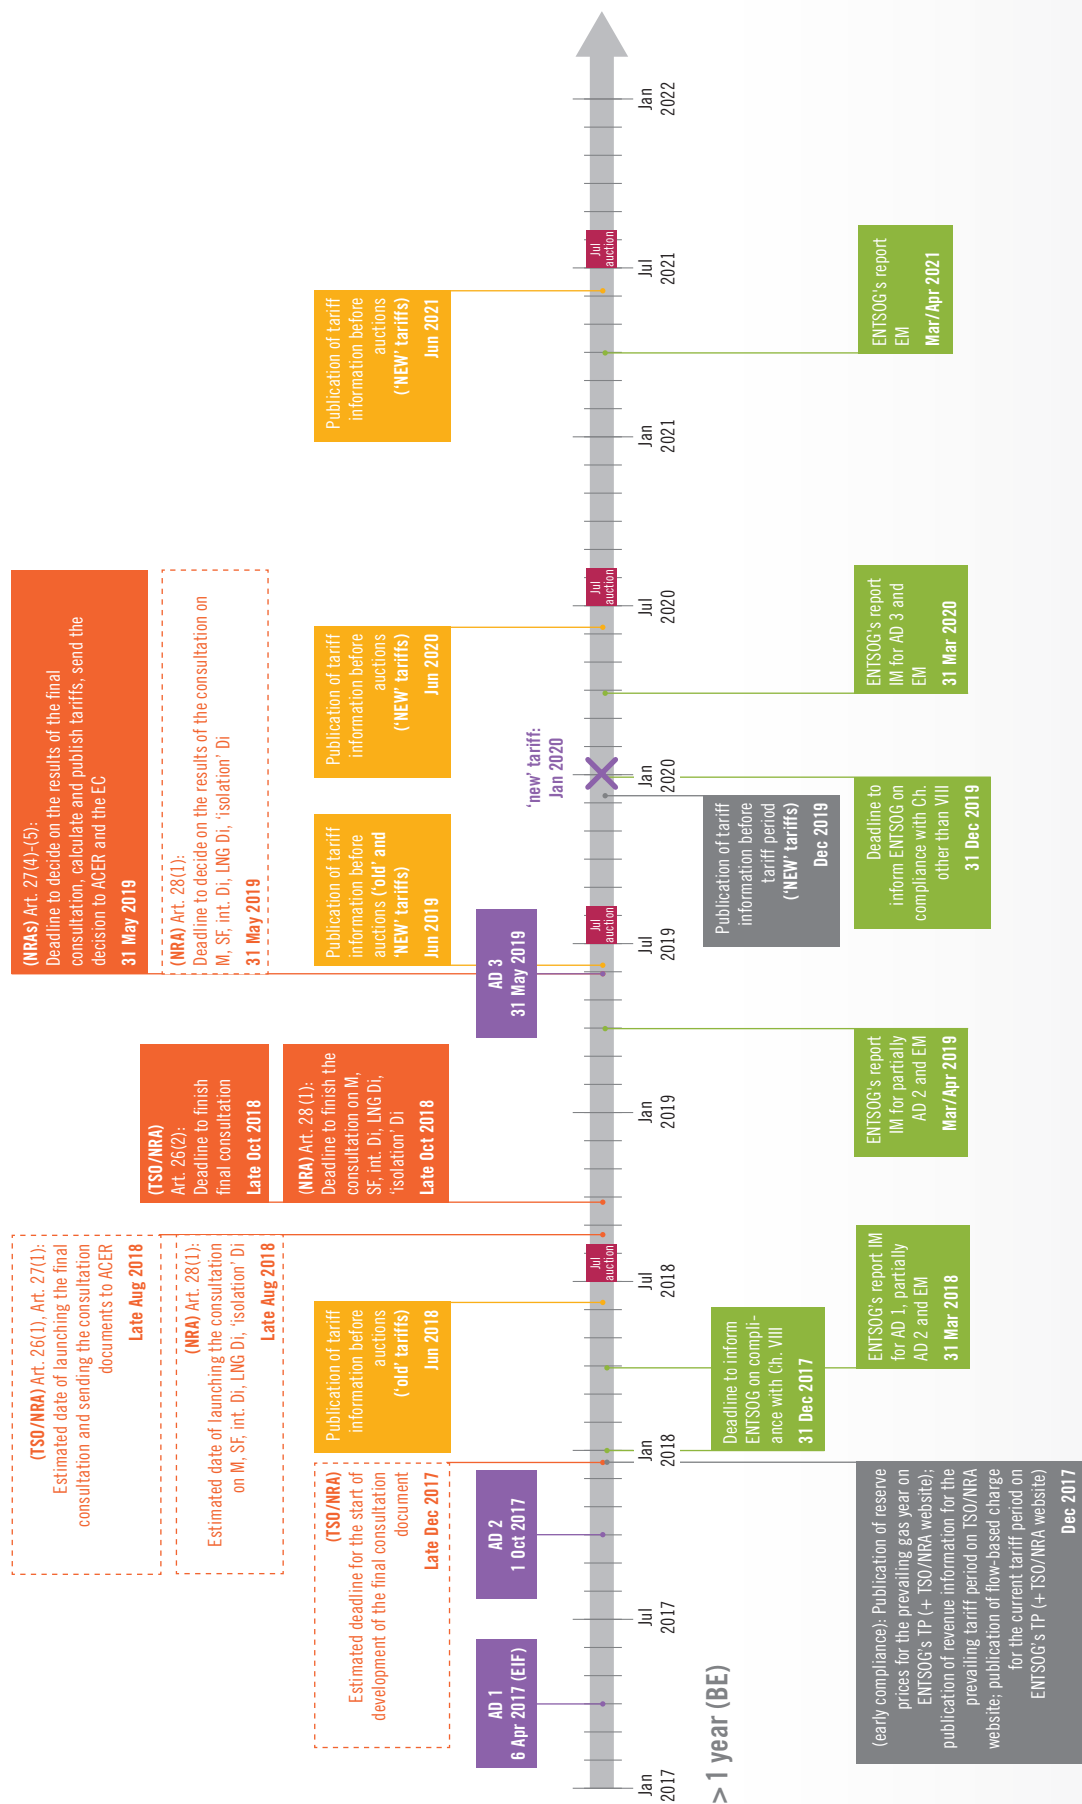 (NRAs) Art. 27(4)-(5):
Deadline to decide on the results of the final
consultation, calculate and publish tariffs, send the
decision to ACER and the EC
31 May 2019
(NRA) Art. 28(1):
Deadline to decide on the results of the consultation on
M, SF, int. Di, LNG Di, ‘isolation’ Di
31 May 2019
(TSO/NRA) Art. 26(1), Art. 27(1):
Estimated date of launching the final
consultation and sending the consultation
documents to ACER
Late Aug 2018
(NRA) Art. 28(1):
Estimated date of launching the consultation
on M, SF, int. Di, LNG Di, ‘isolation’ Di
Late Aug 2018
(TSO/NRA)
Art. 26(2):
Deadline to finish
final consultation
Late Oct 2018
(NRA) Art. 28(1):
Deadline to finish the
consultation on M,
SF, int. Di, LNG Di,
‘isolation’ Di
Late Oct 2018
(TSO/NRA)
Estimated deadline for the start of
development of the final consultation
document
Late Dec 2017
Publication of tariff
information before
auctions
(‘old’ tariffs)
Jun 2018
Publication of tariff
information before
auctions (‘old’ and
‘NEW’ tariffs)
Jun 2019
Publication of tariff
information before
auctions
(‘NEW’ tariffs)
Jun 2020
Publication of tariff
information before
auctions
(‘NEW’ tariffs)
Jun 2021
AD 1
6 Apr 2017 (EIF)
AD 2
1 Oct 2017
AD 3
31 May 2019
‘new’ tariff:
Jan 2020
Jul
auction
Jul
auction
Jul
auction
Jul
auction
Jan
2017
Jul
2017
Jan
2018
Jul
2018
Jan
2019
Jul
2019
Jan
2020
Jul
2020
Jan
2021
Jul
2021
Jan
2022
> 1 year (BE)
Deadline to inform
ENTSOG on compli-
ance with Ch. VIII
31 Dec 2017
Publication of tariff
information before
tariff period
(‘NEW’ tariffs)
Dec 2019
(early compliance): Publication of reserve
prices for the prevailing gas year on
ENTSOG’s TP (+ TSO/NRA website);
publication of revenue information for the
prevailing tariff period on TSO/NRA
website; publication of flow-based charge
for the current tariff period on
ENTSOG’s TP (+ TSO/NRA website)
Dec 2017
ENTSOG’s report IM
for AD 1, partially
AD 2 and EM
31 Mar 2018
ENTSOG’s report
IM for partially
AD 2 and EM
Mar/Apr 2019
Deadline to
inform ENTSOG on
compliance with Ch.
other than VIII
31 Dec 2019
ENTSOG’s report
IM for AD 3 and
EM
31 Mar 2020
ENTSOG's report
EM
Mar/Apr 2021